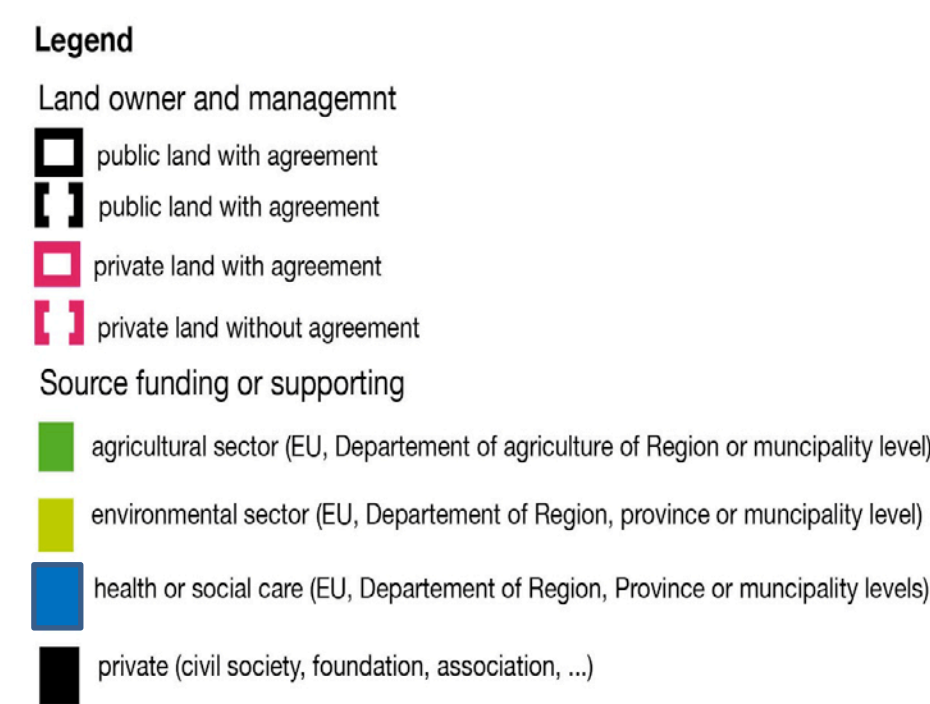 Legend
Land owner and managemnt
public land with agreement
public land with agreement
private land with agreement
private land without agreement
Source funding or supporting
agricultural sector (EU, Departement of agriculture of Region or muncipality level)
environmental sector (EU, Departement of Region, province or muncipality level)
health or social care (EU, Departement of Region, Province or muncipality levels)
private (civil society, foundation, association, ...)